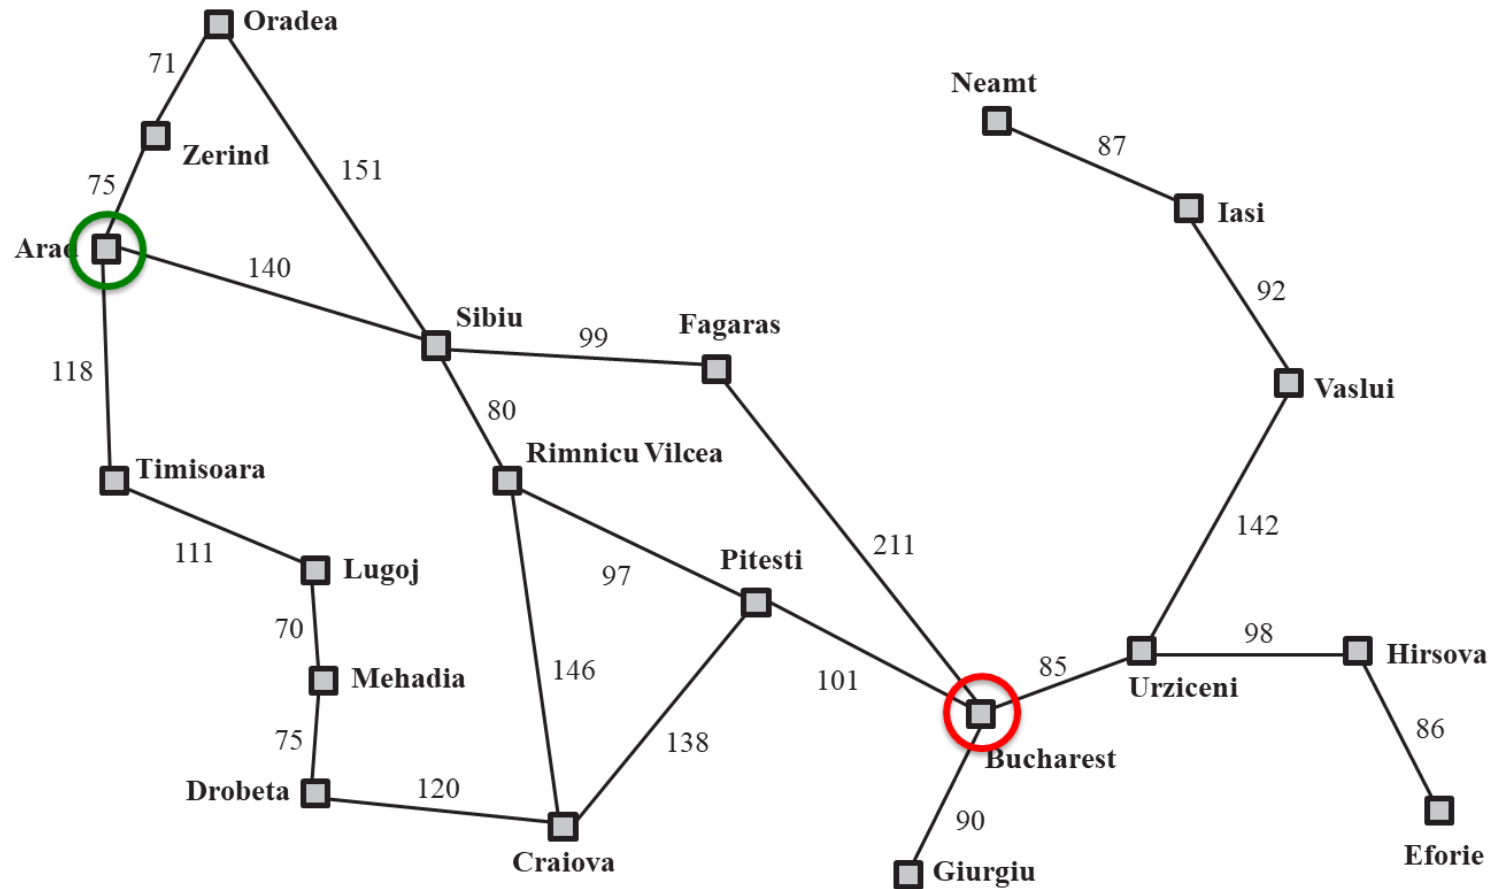 Oradea
71
Neamt
87
Zerind
151
75
Iasi
Arad
140
92
Sibiu
Fagaras
99
118
Vaslui
80
Rimnicu Vilcea
Timisoara
142
211
111
Pitesti
Lugoj
97
70
98
Hirsova
146
85
Mehadia
101
Urziceni
75
138
86
Bucharest
Drobeta
120
90
Craiova
Eforie
Giurgiu